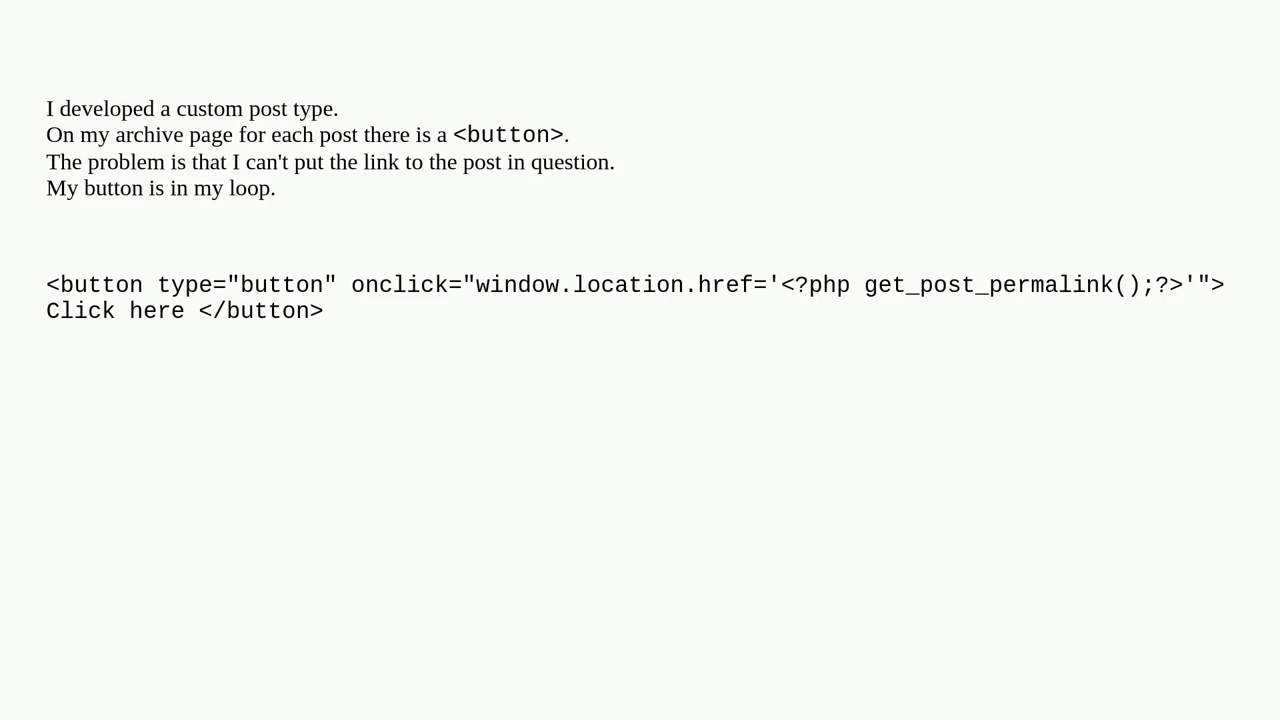 I developed a custom post type.
On my archive page for each post there is a <button>.
The problem is that I can't put the link to the post in question.
My button is in my loop.
<button type="button" onclick="window.location.href='<?php get_post_permalink();?>'">
Click here </button>